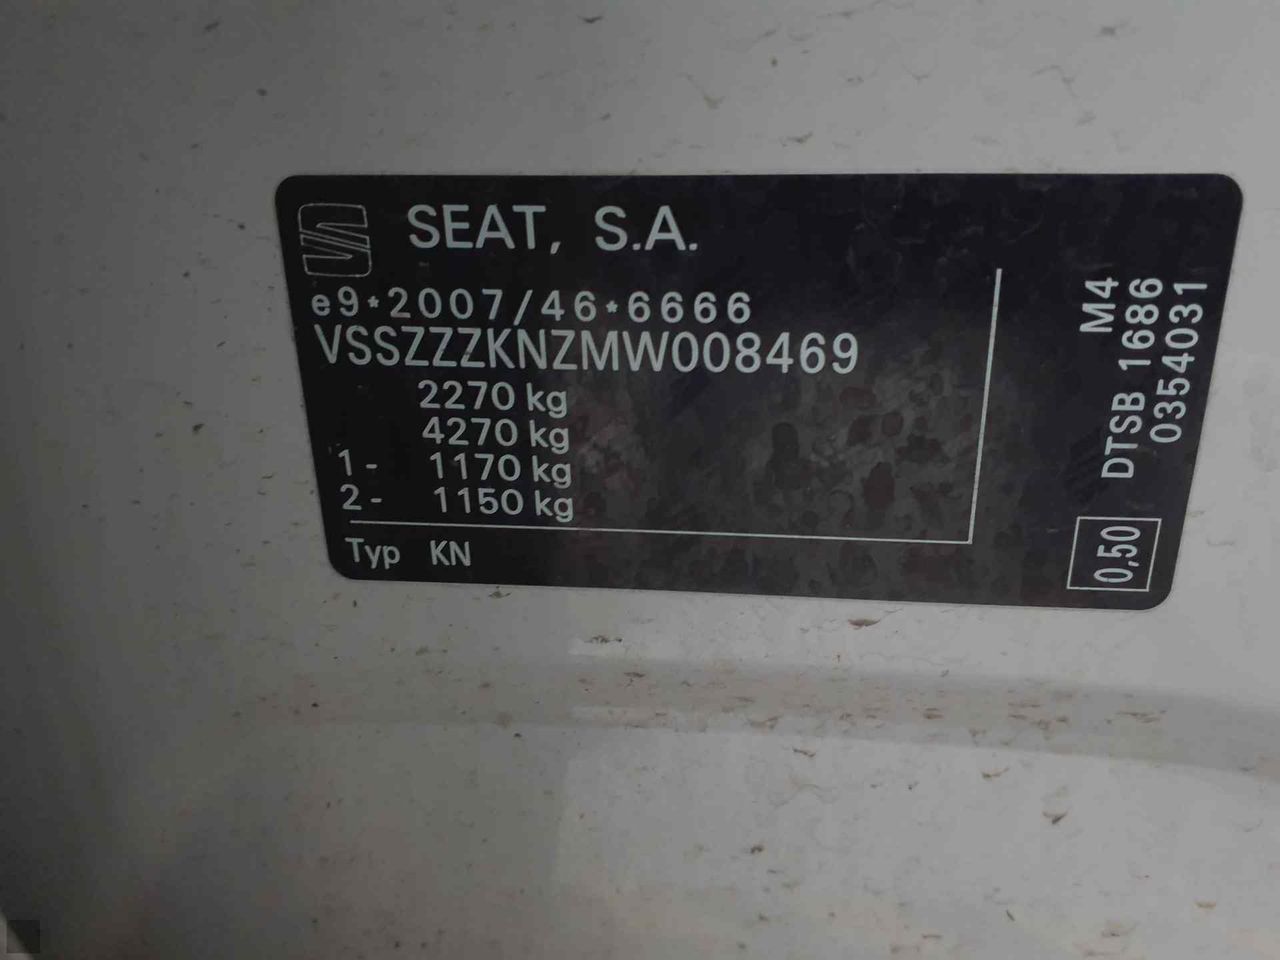 SEAT, S.A.
e9*2007/46*6666
VSSZZZKNZMW008469
2270 kg
4270 kg
1- 1170 kg
2- 1150 kg
Typ KN
M4
DTSB 1686
0354031
0,50